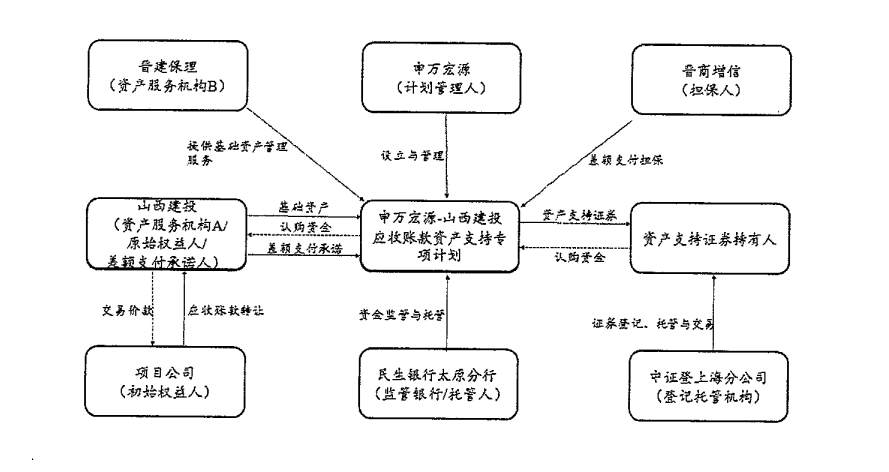 晋建保理
（资产服务机构B）
申万宏源
（计划管理人）
晋商增信
（担保人）
提供基础资产管理
服务
设立与管理
差额支付担保
山西建投
（资产服务机构A/
原始权益人/
差额支付承诺人）
基础资产
认购资金
差额支付承诺
申万宏源-山西建投
应收账款资产支持专
项计划
资产支持证券
认购资金
资产支持证券持有人
交易价款
应收账款转让
资金监管与托管
证券登记、托管与交易
项目公司
（初始权益人）
民生银行太原分行
（监管银行/托管人）
中证登上海分公司
（登记托管机构）